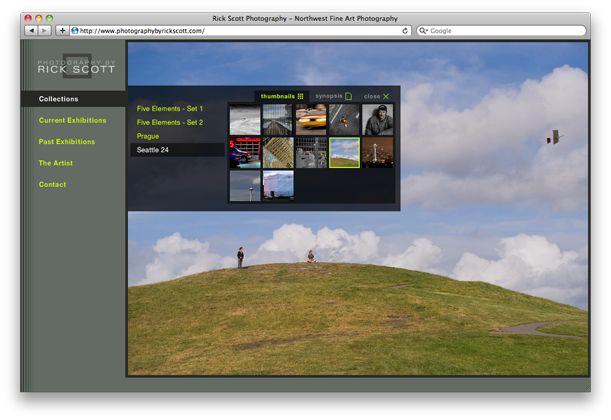 Rick Scott Photography – Northwest Fine Art Photography
http://www.photographybyrickscott.com/
Google
PHOTOGRAPHY BY
RICK SCOTT
Collections
Current Exhibitions
Past Exhibitions
The Artist
Contact
thumbnails
synopsis
close
Five Elements - Set 1
Five Elements - Set 2
Prague
Seattle 24
5